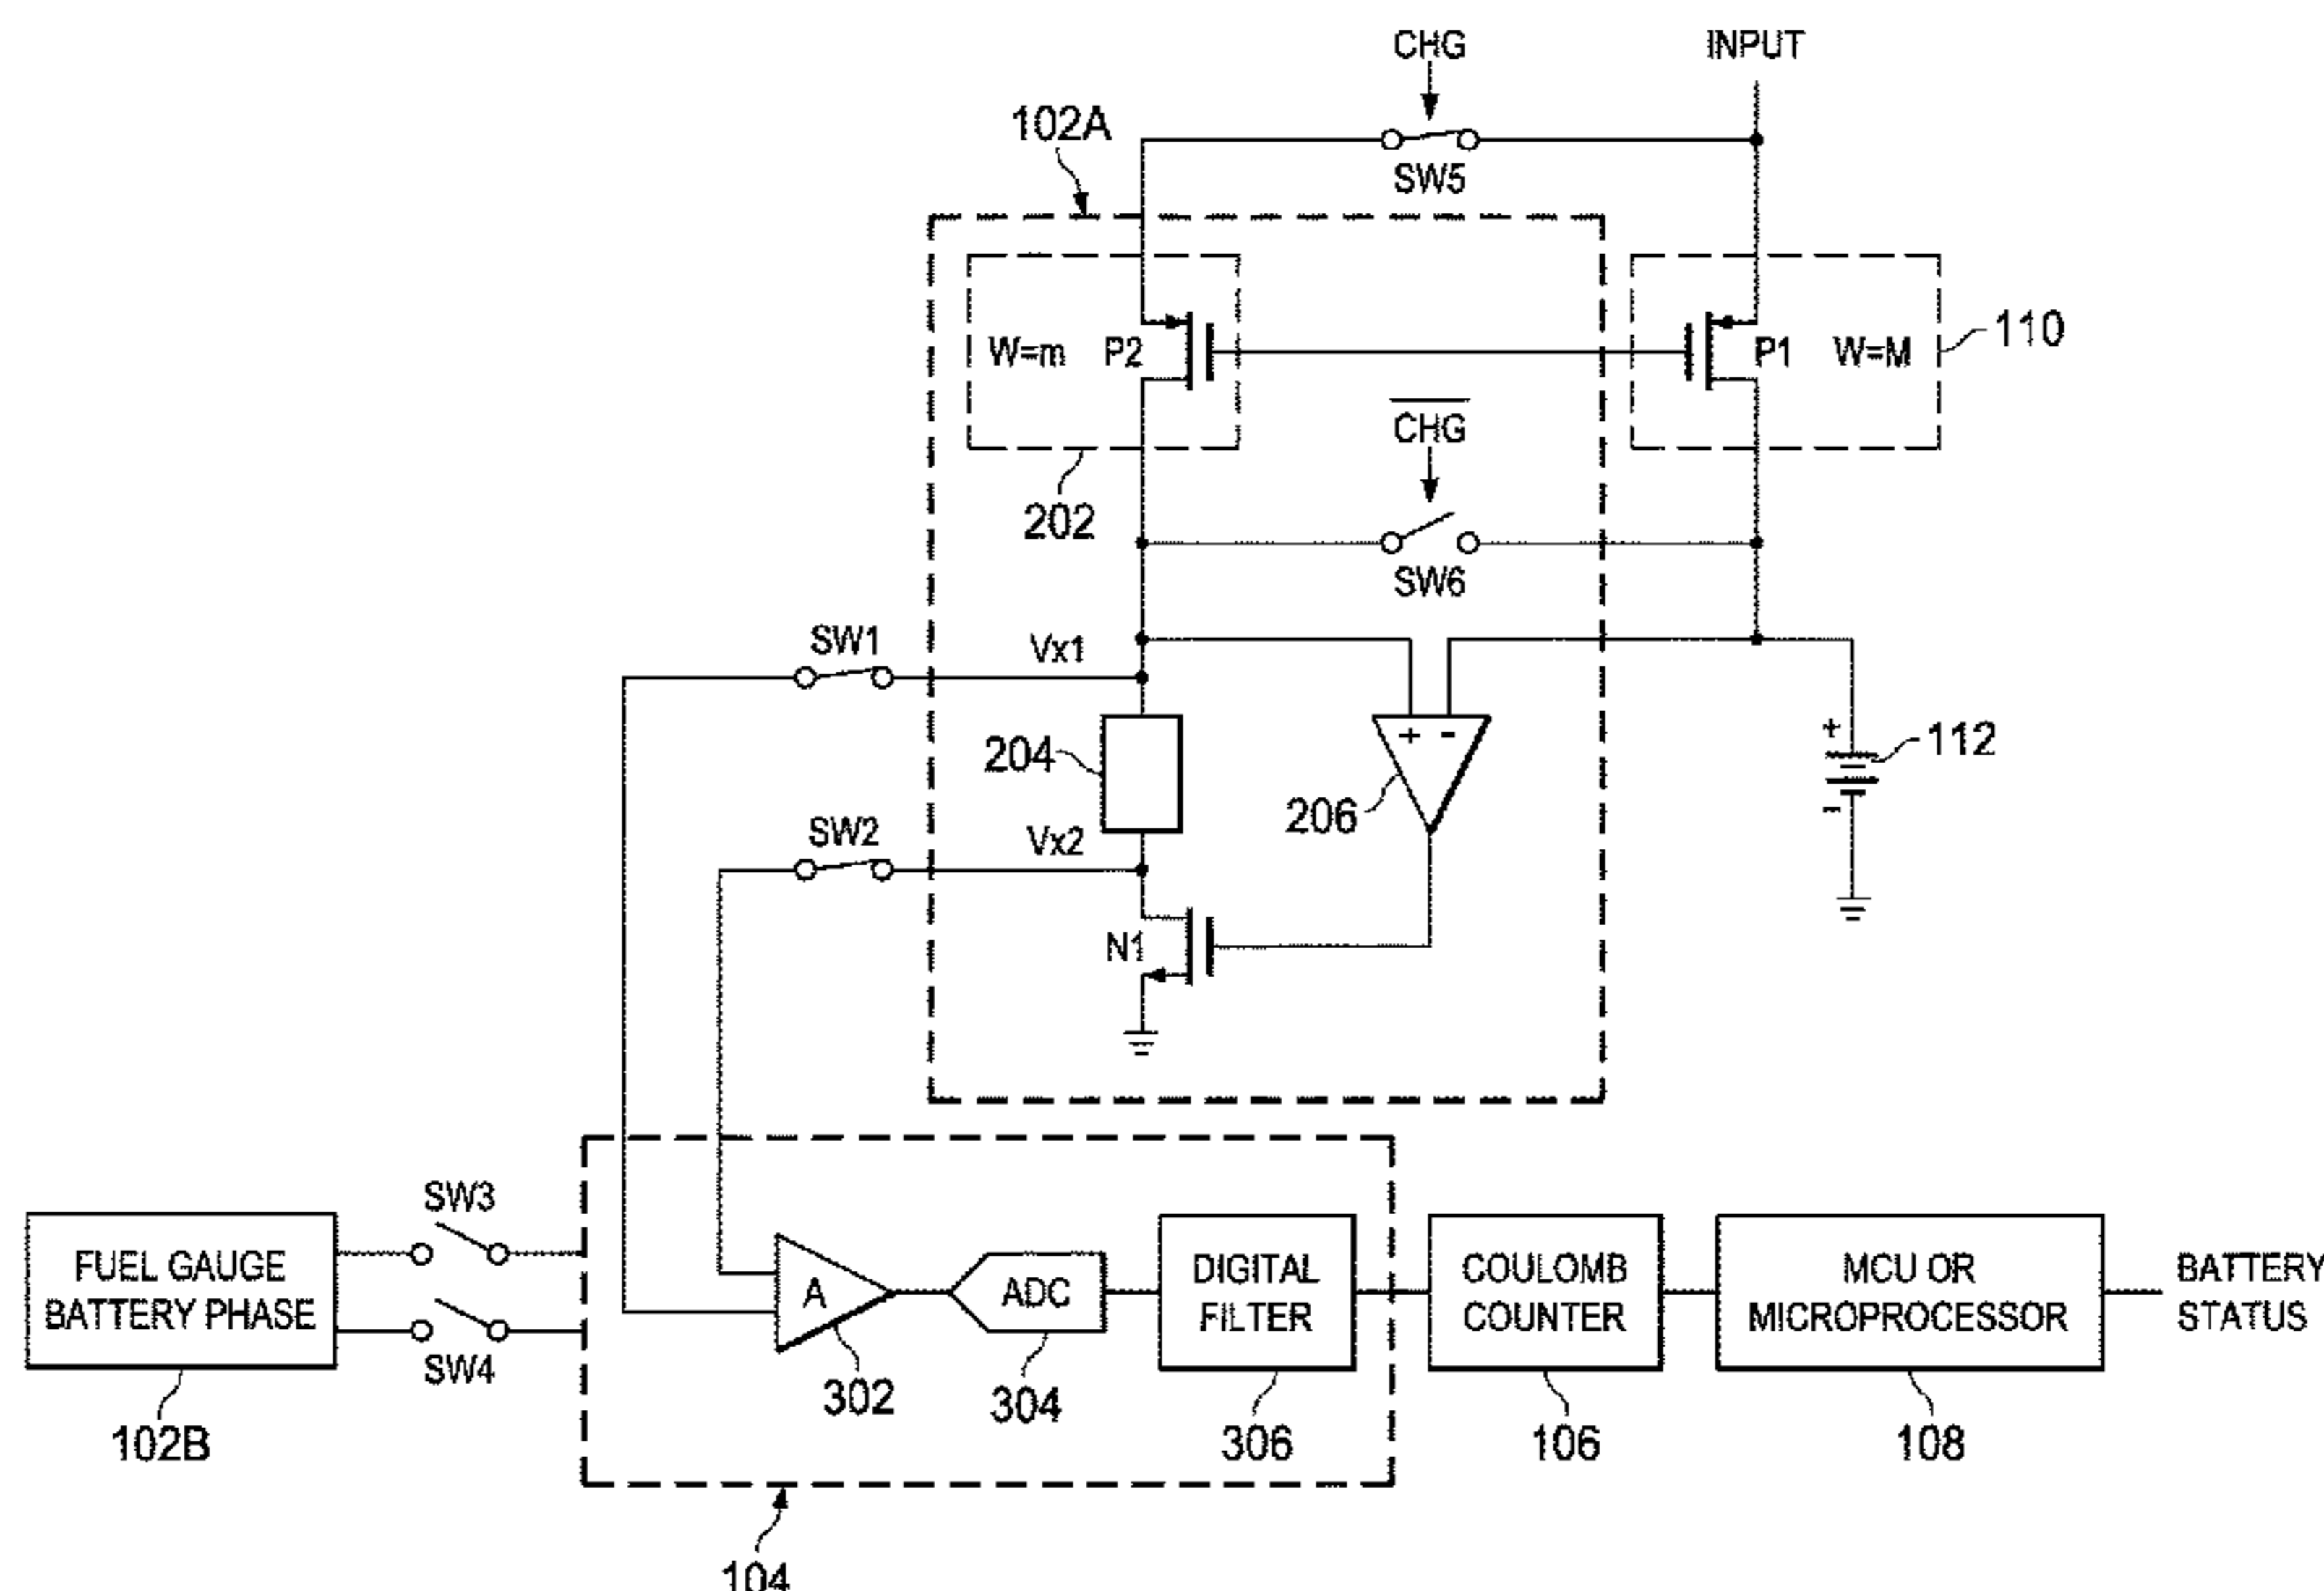 CHG
INPUT
102A
SW5
W=m
P2
P1
W=M
110
CHG
202
SW6
SW1
Vx1
204
+
-
+
112
206
-
SW2
Vx2
N1
SW3
FUEL GAUGE
BATTERY PHASE
SW4
102B
A
302
ADC
304
DIGITAL
FILTER
306
COULOMB
COUNTER
106
MCU OR
MICROPROCESSOR
108
BATTERY
STATUS
104